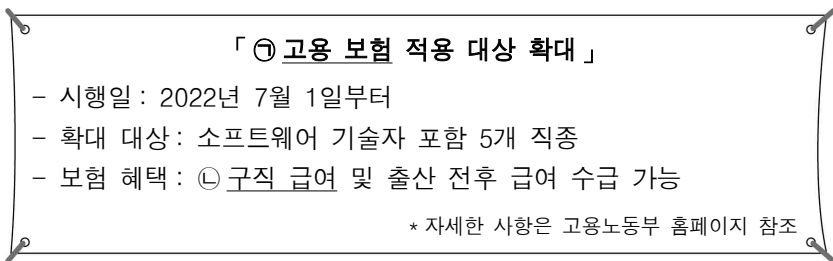 「㉠고용 보험 적용 대상 확대」
- 시행일: 2022년 7월 1일부터
- 확대 대상: 소프트웨어 기술자 포함 5개 직종
- 보험 혜택: ㉡구직 급여 및 출산 전후 급여 수급 가능
* 자세한 사항은 고용노동부 홈페이지 참조